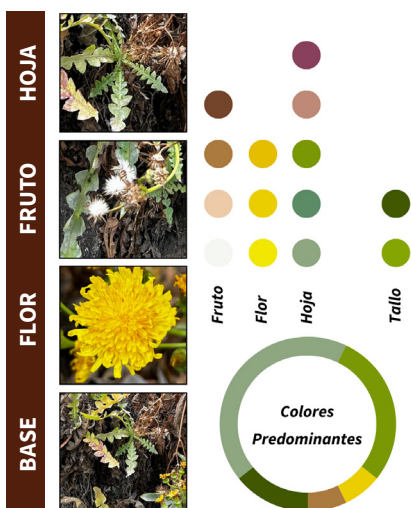 HOJA
FRUTO
FLOR
BASE
Fruto
Flor
Hoja
Tallo
Colores
Predominantes